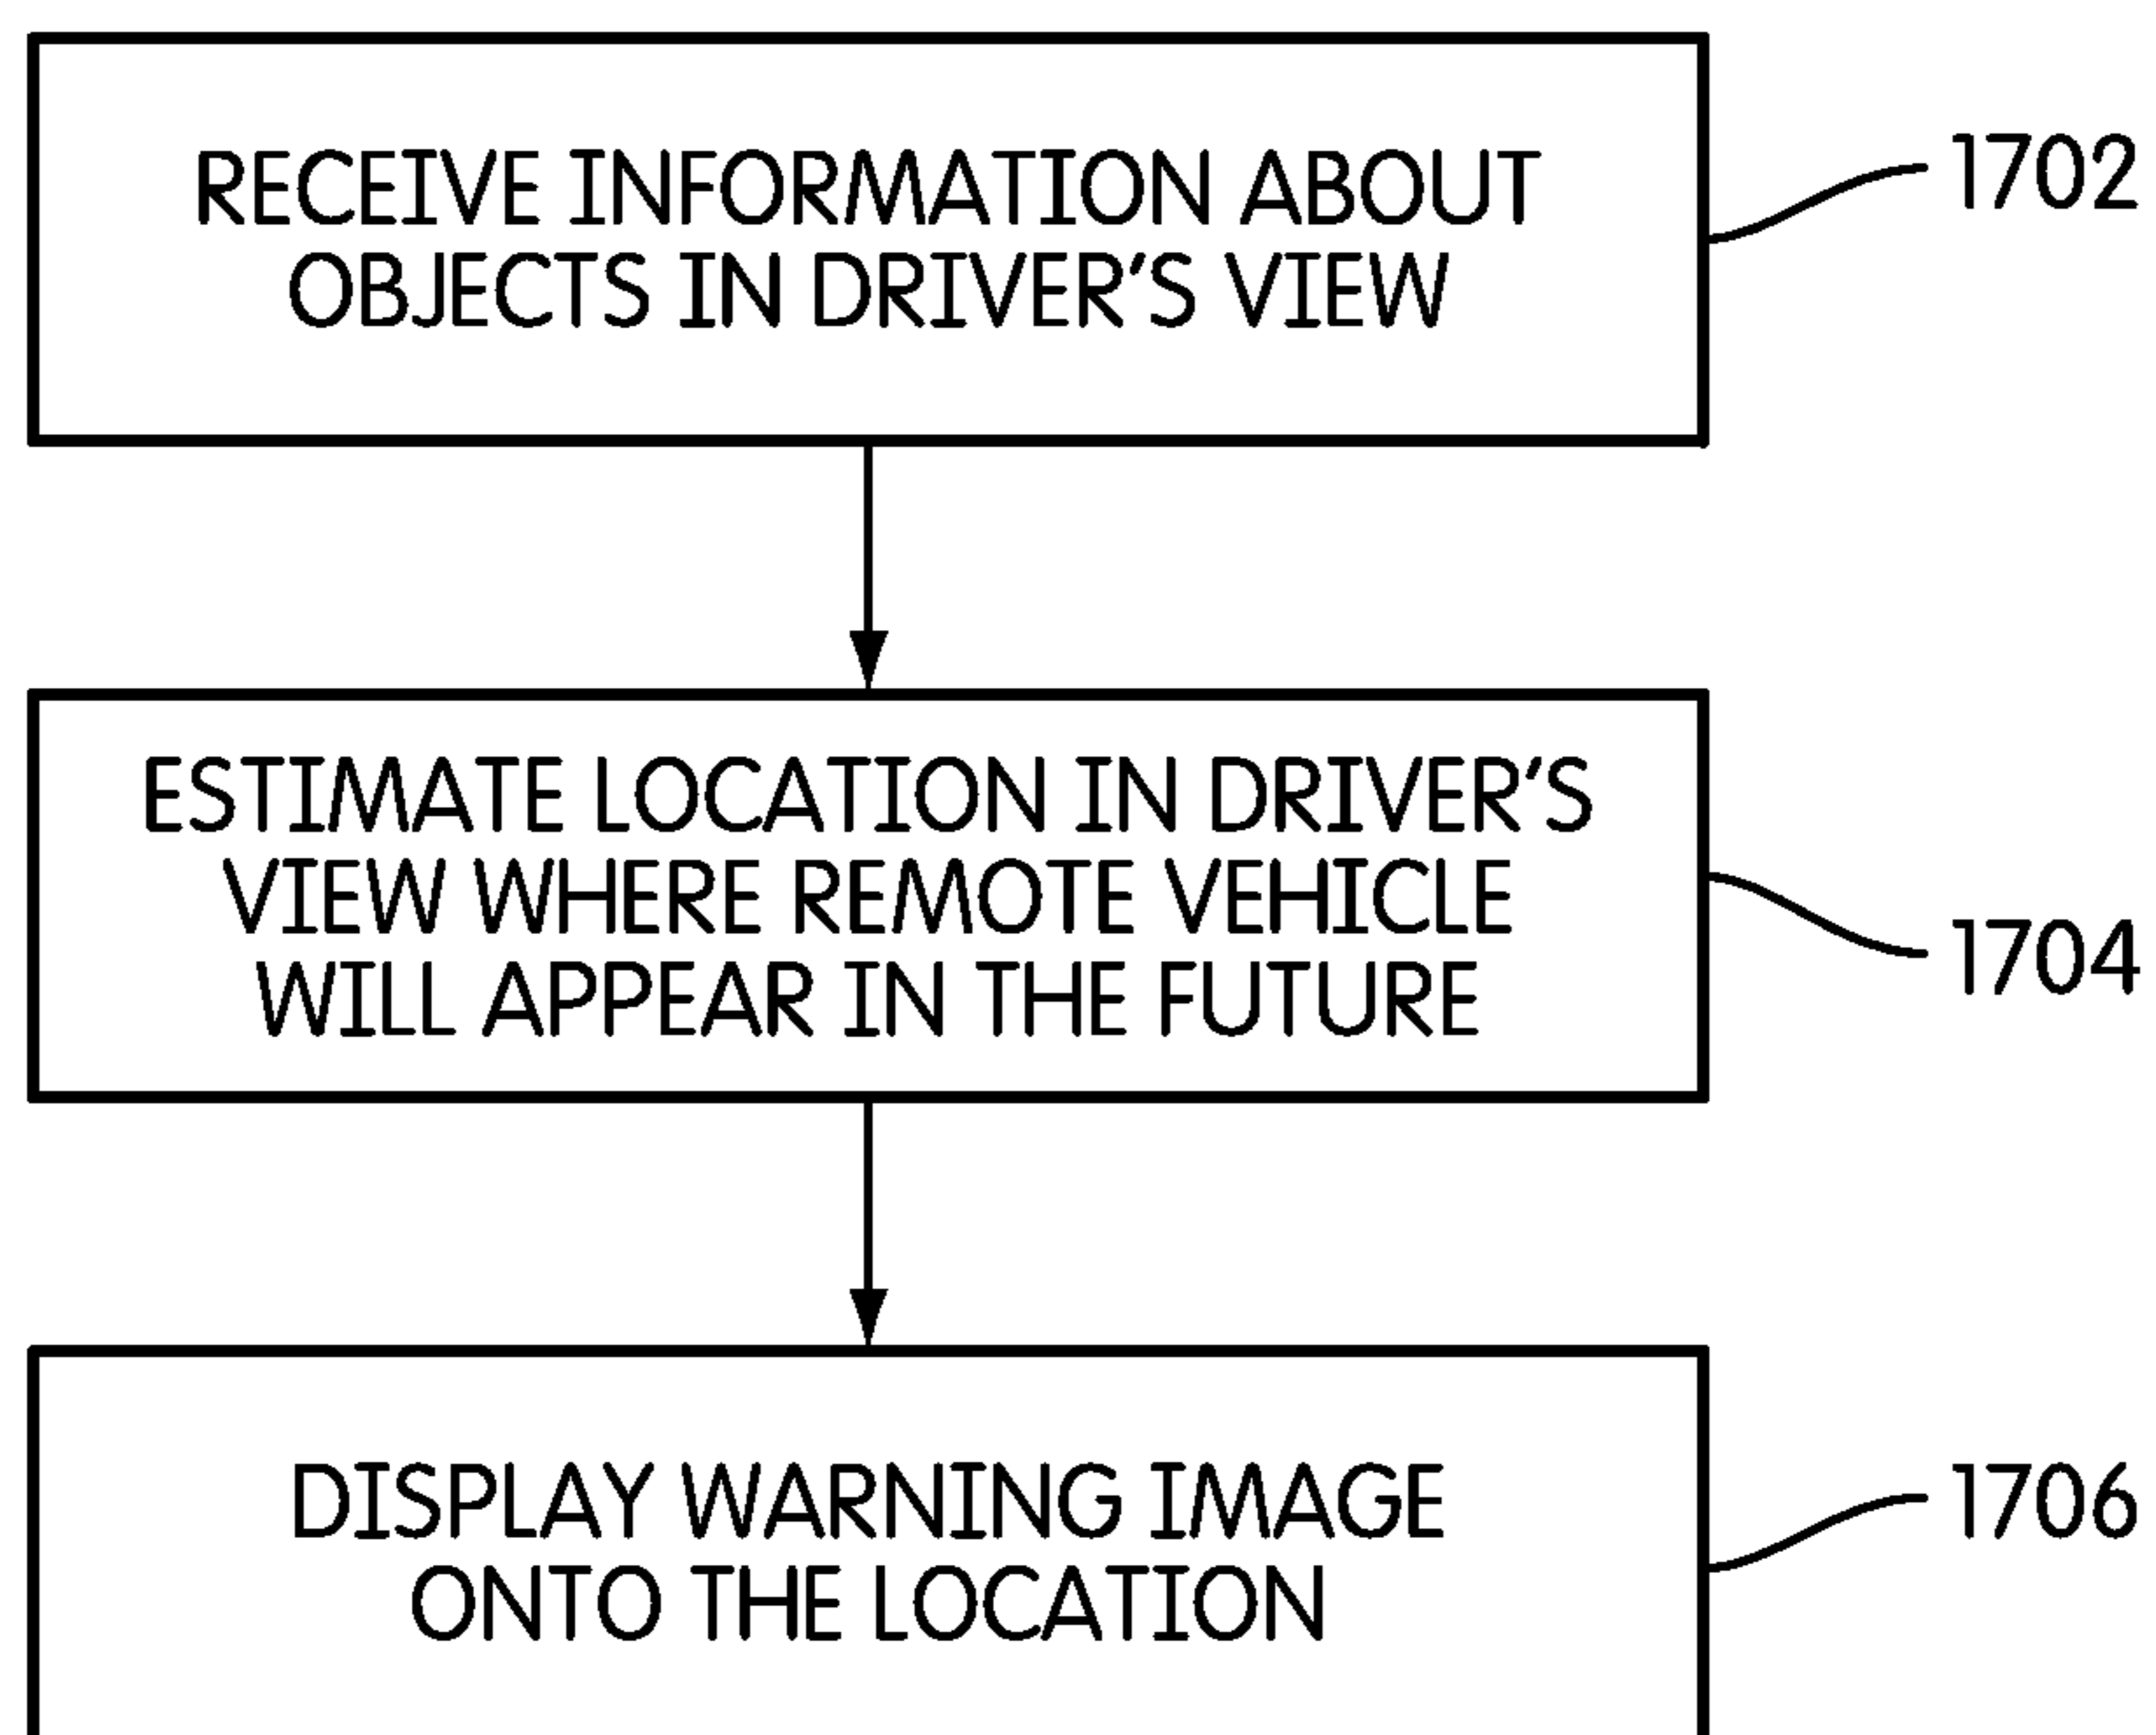 RECEIVE INFORMATION ABOUT
OBJECTS IN DRIVER'S VIEW
1702
ESTIMATE LOCATION IN DRIVER'S
VIEW WHERE REMOTE VEHICLE
WILL APPEAR IN THE FUTURE
1704
DISPLAY WARNING IMAGE
ONTO THE LOCATION
1706